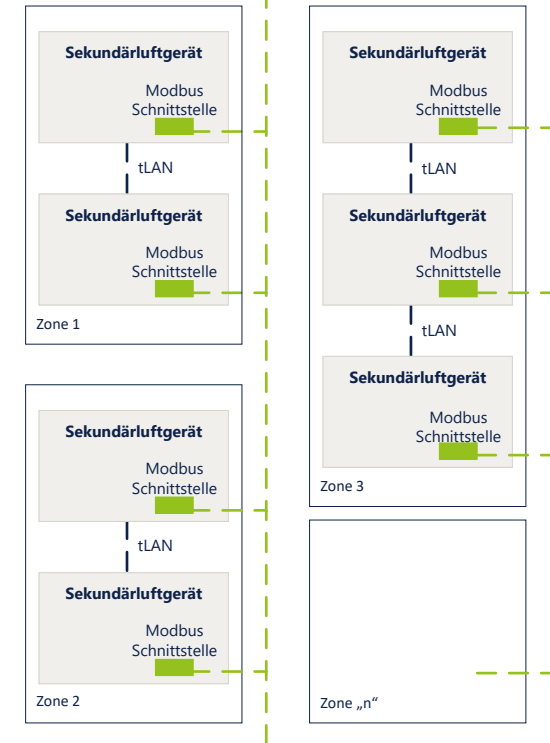 Sekundärluftgerät
Modbus
Schnittstelle
tLAN
Sekundärluftgerät
Modbus
Schnittstelle
Zone 1
Sekundärluftgerät
Modbus
Schnittstelle
tLAN
Sekundärluftgerät
Modbus
Schnittstelle
Zone 2
Sekundärluftgerät
Modbus
Schnittstelle
tLAN
Sekundärluftgerät
Modbus
Schnittstelle
tLAN
Sekundärluftgerät
Modbus
Schnittstelle
Zone 3
Zone „n“